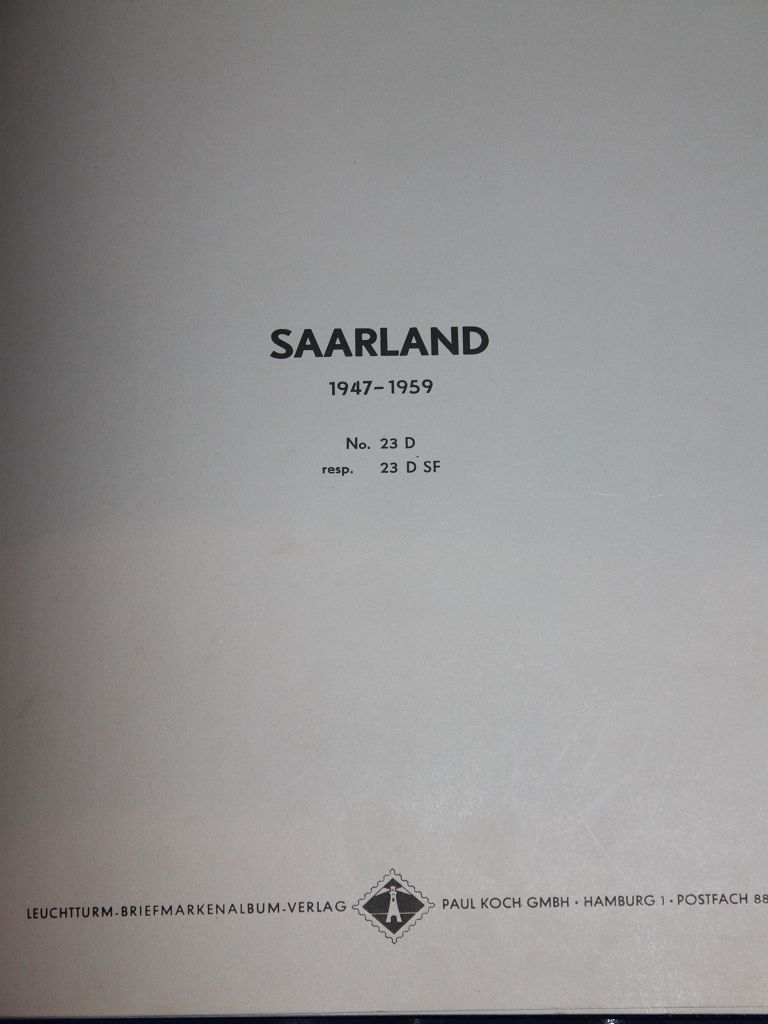 SAARLAND
1947-1959
No. 23 D
resp. 23 D SF
LEUCHTTURM-BRIEFMARKENALBUM-VERLAG PAUL KOCH GMBH · HAMBURG 1 · POSTFACH 88